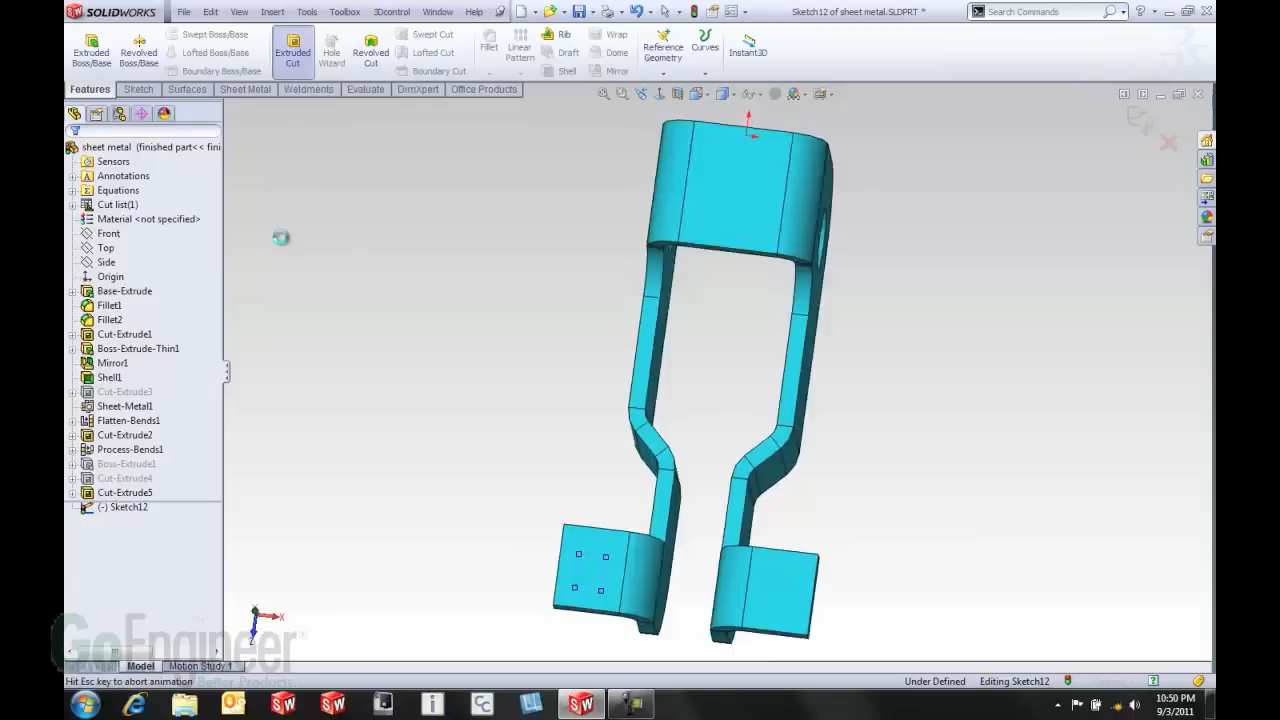 SOLIDWORKS File Edit View Insert Tools Toolbox 3Dcontrol Window Help Sketch12 of sheet metal.SLDPRT * Search Commands
Extruded Boss/Base
Revolved Boss/Base
Swept Boss/Base
Lofted Boss/Base
Boundary Boss/Base
Extruded Cut
Hole Wizard
Revolved Cut
Swept Cut
Lofted Cut
Boundary Cut
Fillet
Linear Pattern
Rib
Draft
Shell
Wrap
Dome
Mirror
Reference Geometry
Curves
Instant3D
Features Sketch Surfaces Sheet Metal Weldments Evaluate DimXpert Office Products
sheet metal (finished part<< fini
Sensors
Annotations
Equations
Cut list(1)
Material <not specified>
Front
Top
Side
Origin
Base-Extrude
Fillet1
Fillet2
Cut-Extrude1
Boss-Extrude-Thin1
Mirror1
Shell1
Cut-Extrude3
Sheet-Metal1
Flatten-Bends1
Cut-Extrude2
Process-Bends1
Boss-Extrude1
Cut-Extrude4
Cut-Extrude5
(-) Sketch12
X
Z
GoEngineer
Better Products.
Model Motion Study 1
Hit Esc key to abort animation Under Defined Editing Sketch12
10:50 PM
9/3/2011